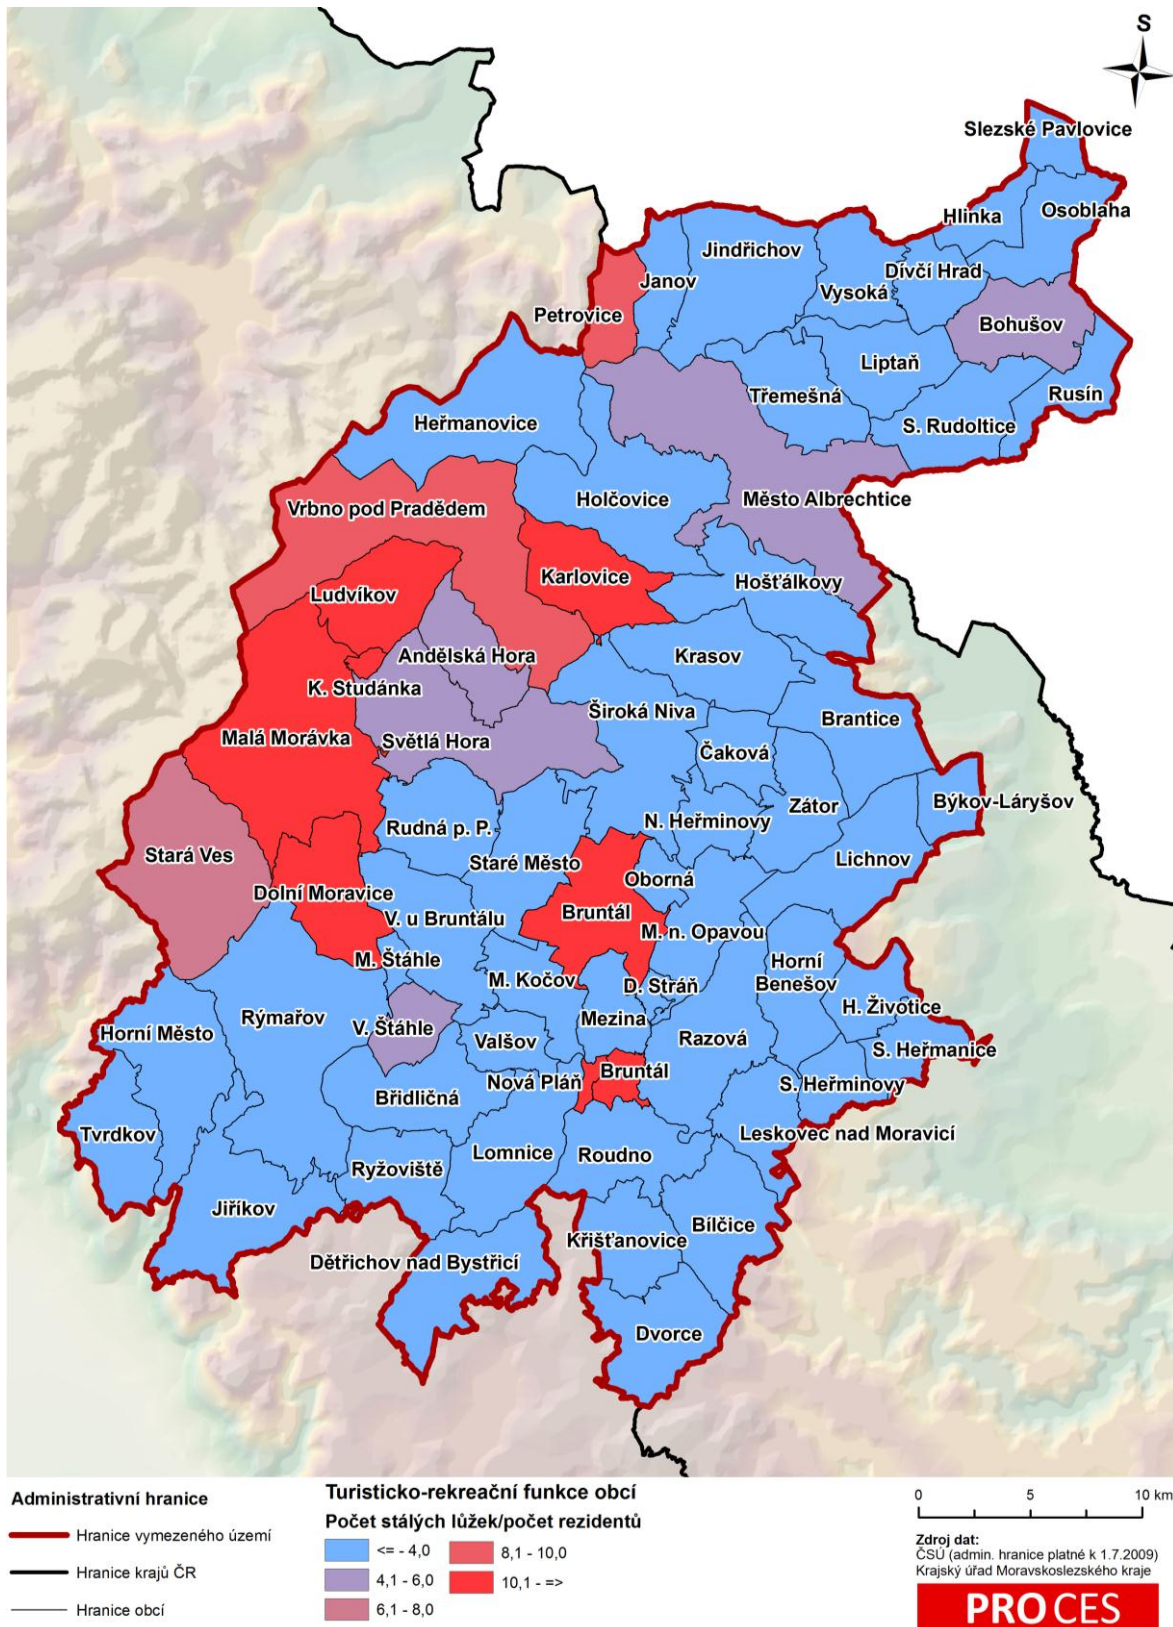 S
Slezské Pavlovice
Hlinka
Osoblaha
Jindřichov
Janov
Dívčí Hrad
Vysoká
Petrovice
Bohušov
Liptaň
Třemešná
Rusín
Heřmanovice
S. Rudoltice
Holčovice
Město Albrechtice
Vrbno pod Pradědem
Karlovice
Hošťálkovy
Ludvíkov
Andělská Hora
Krasov
K. Studánka
Široká Niva
Brantice
Malá Morávka
Světlá Hora
Čaková
Býkov-Láryšov
Zátor
Rudná p. P.
N. Heřminovy
Stará Ves
Staré Město
Lichnov
Oborná
Dolní Moravice
V. u Bruntálu
Bruntál
M. n. Opavou
M. Štáhle
Horní
Benešov
M. Kočov
D. Stráň
H. Životice
Horní Město
Rýmařov
V. Štáhle
Mezina
Valšov
Razová
S. Heřmanice
Nová Pláň
Bruntál
S. Heřminovy
Břidličná
Tvrdkov
Leskovec nad Moravicí
Lomnice
Roudno
Ryžoviště
Jiříkov
Bílčice
Křišťanovice
Dětřichov nad Bystřicí
Dvorce
Administrativní hranice
Hranice vymezeného území
Hranice krajů ČR
Hranice obcí
Turisticko-rekreační funkce obcí
Počet stálých lůžek/počet rezidentů
<= - 4,0
8,1 - 10,0
4,1 - 6,0
10,1 - =>
6,1 - 8,0
0 5 10 km
Zdroj dat:
ČSÚ (admin. hranice platné k 1.7.2009)
Krajský úřad Moravskoslezského kraje
PROCES